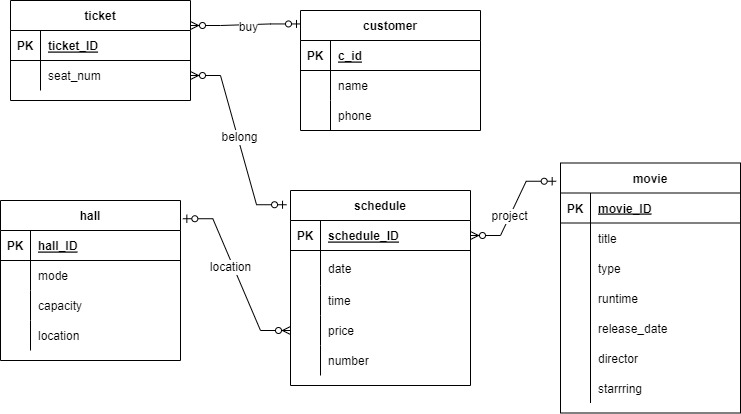 ticket
PK ticket_ID
seat_num
buy
customer
PK c_id
name
phone
belong
hall
PK hall_ID
mode
capacity
location
location
schedule
PK schedule_ID
date
time
price
number
project
movie
PK movie_ID
title
type
runtime
release_date
director
starrring